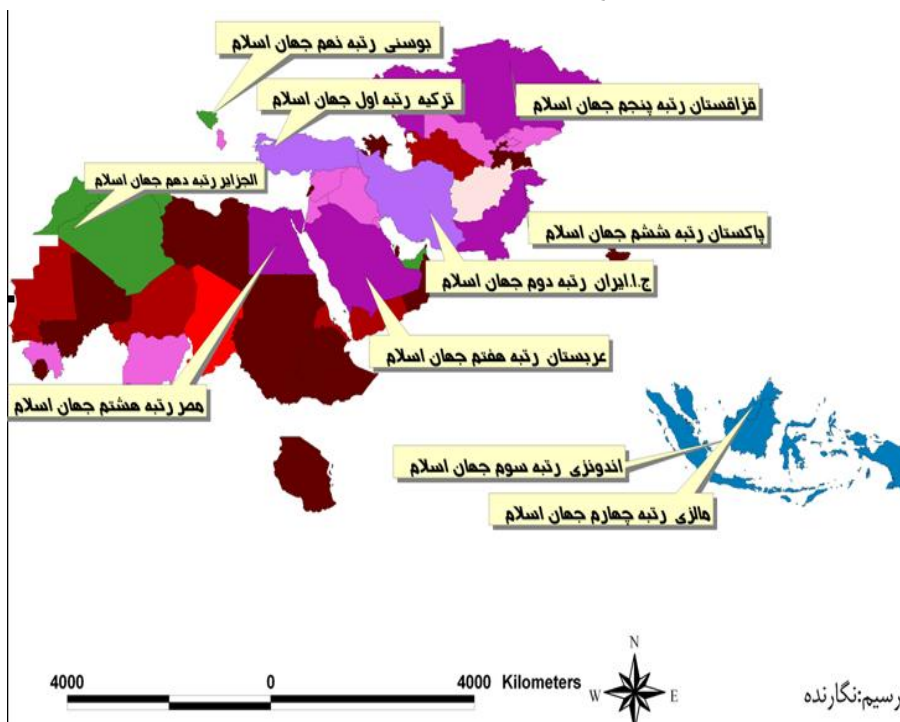 بوسنی رتبه نهم جهان اسلام
ترکیه رتبه اول جهان اسلام
قزاقستان رتبه پنجم جهان اسلام
الجزایر رتبه دهم جهان اسلام
پاکستان رتبه ششم جهان اسلام
ج.ا.ایران رتبه دوم جهان اسلام
عربستان رتبه هفتم جهان اسلام
مصر رتبه هشتم جهان اسلام
اندونزی رتبه سوم جهان اسلام
مالزی رتبه چهارم جهان اسلام
N
4000 0 4000 Kilometers W E
S
رسیم:نگارنده